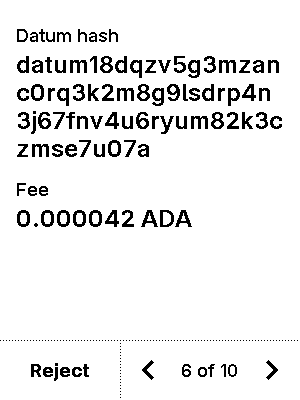 Datum hash
datum18dqzv5g3mzan
c0rq3k2m8g9lsdrp4n
3j67fnv4u6ryum82k3c
zmse7u07a
Fee
0.000042 ADA
Reject
6 of 10